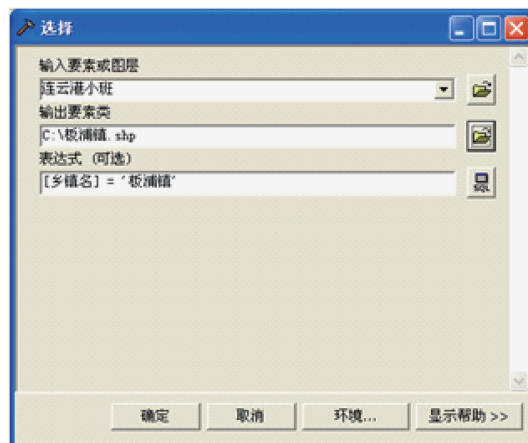 选择
输入要素或图层
连云港小班
输出要素类
C:\板浦镇.shp
表达式 (可选)
[乡镇名] = '板浦镇'
SQL
确定 取消 环境... 显示帮助 >>